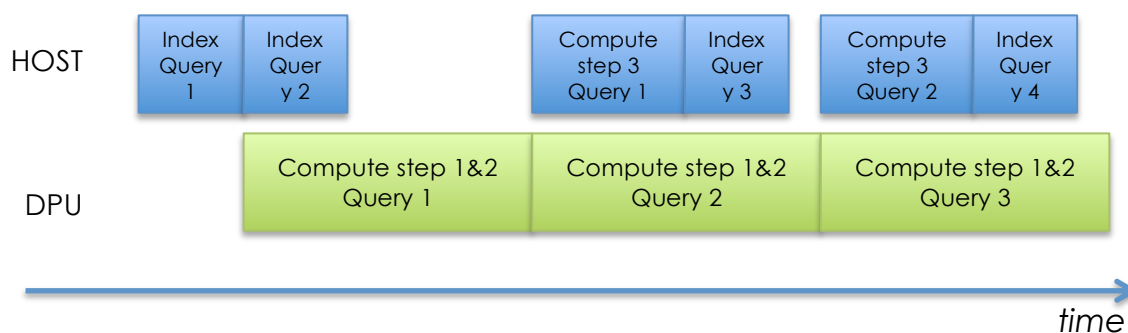 HOST
Index
Query
1
Index
Quer
y 2
Compute
step 3
Query 1
Index
Quer
y 3
Compute
step 3
Query 2
Index
Quer
y 4
DPU
Compute step 1&2
Query 1
Compute step 1&2
Query 2
Compute step 1&2
Query 3
time